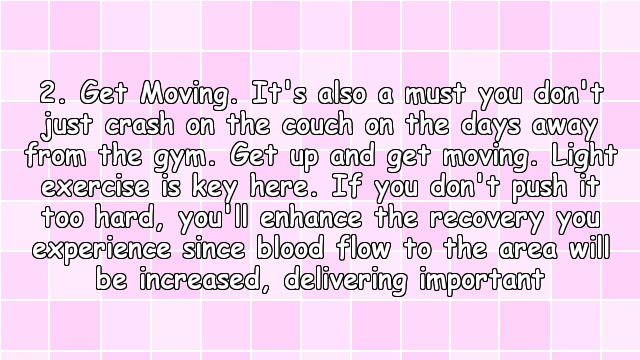 2. Get Moving. It's also a must you don't
just crash on the couch on the days away
from the gym. Get up and get moving. Light
exercise is key here. If you don't push it
too hard, you'll enhance the recovery you
experience since blood flow to the area will
be increased, delivering important